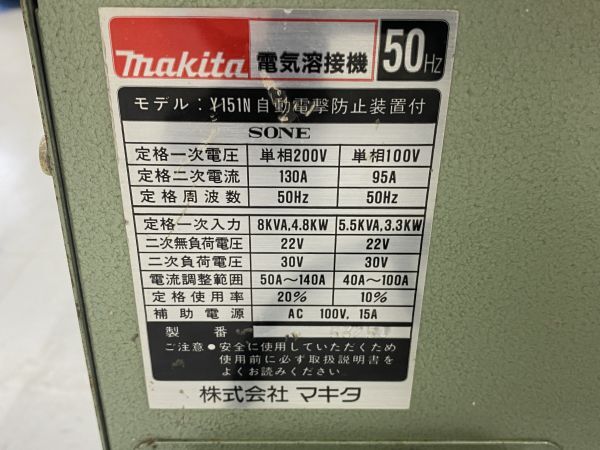 makita 電気溶接機 50Hz
モデル：Y151N 自動電撃防止装置付
SONE
定格一次電圧 単相200V 単相100V
定格二次電流 130A 95A
定格周波数 50Hz 50Hz
定格一次入力 8KVA,4.8KW 5.5KVA,3.3KW
二次無負荷電圧 22V 22V
二次負荷電圧 30V 30V
電流調整範囲 50A〜140A 40A〜100A
定格使用率 20% 10%
補助電源 AC 100V, 15A
製番
ご注意 ● 安全に使用していただくため
使用前に必ず取扱説明書を
よくお読みください。
株式会社 マキタ